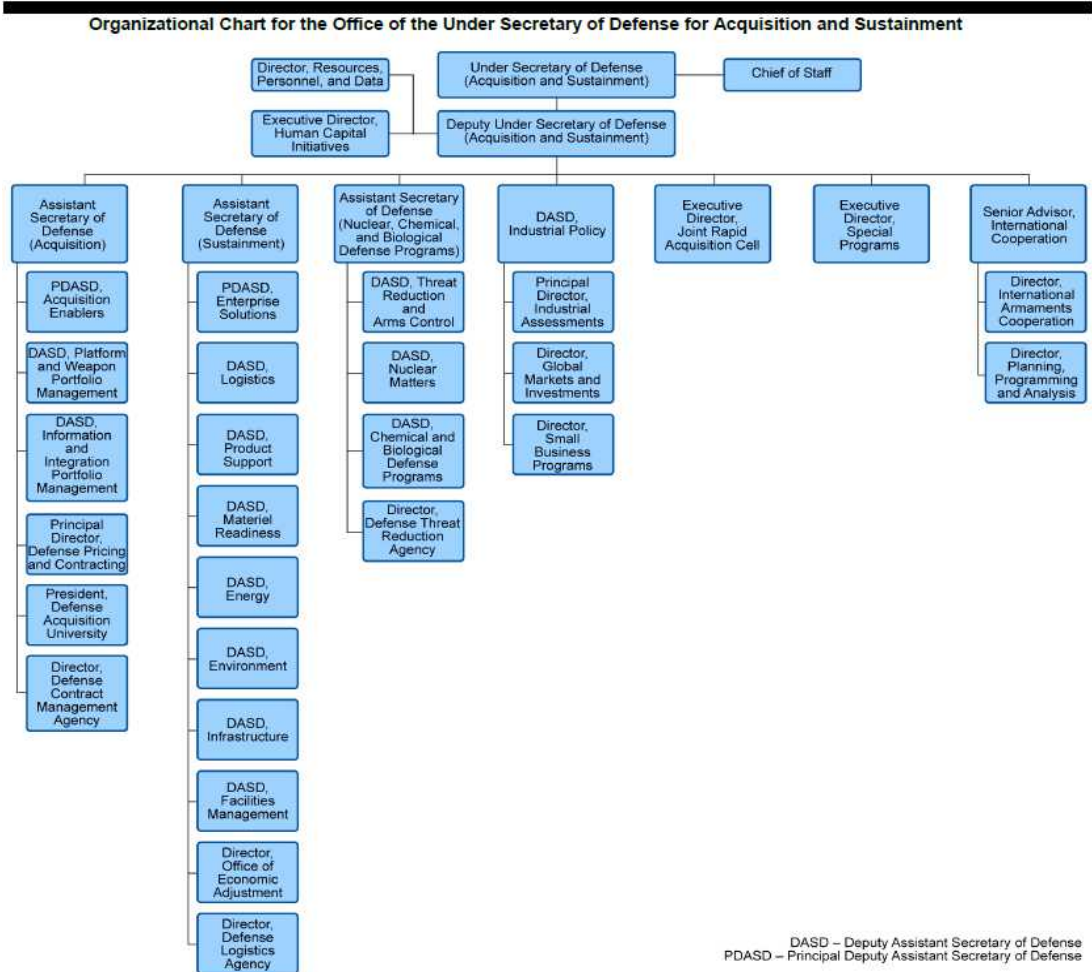 Organizational Chart for the Office of the Under Secretary of Defense for Acquisition and Sustainment
Director, Resources,
Personnel, and Data
Under Secretary of Defense
(Acquisition and Sustainment)
Chief of Staff
Executive Director,
Human Capital
Initiatives
Deputy Under Secretary of Defense
(Acquisition and Sustainment)
Assistant
Secretary of
Defense
(Acquisition)
PDASD,
Acquisition
Enablers
DASD, Platform
and Weapon
Portfolio
Management
DASD,
Information
and
Integration
Portfolio
Management
Principal
Director,
Defense Pricing
and Contracting
President,
Defense
Acquisition
University
Director,
Defense
Contract
Management
Agency
Assistant
Secretary of
Defense
(Sustainment)
PDASD,
Enterprise
Solutions
DASD,
Logistics
DASD,
Product
Support
DASD,
Materiel
Readiness
DASD,
Energy
DASD,
Environment
DASD,
Infrastructure
DASD,
Facilities
Management
Director,
Office of
Economic
Adjustment
Director,
Defense
Logistics
Agency
Assistant Secretary
of Defense
(Nuclear, Chemical,
and Biological
Defense Programs)
DASD, Threat
Reduction
and
Arms Control
DASD,
Nuclear
Matters
DASD,
Chemical and
Biological
Defense
Programs
Director,
Defense Threat
Reduction
Agency
DASD,
Industrial Policy
Principal
Director,
Industrial
Assessments
Director,
Global
Markets and
Investments
Director,
Small
Business
Programs
Executive
Director,
Joint Rapid
Acquisition Cell
Executive
Director,
Special
Programs
Senior Advisor,
International
Cooperation
Director,
International
Armaments
Cooperation
Director,
Planning,
Programming
and Analysis
DASD – Deputy Assistant Secretary of Defense
PDASD – Principal Deputy Assistant Secretary of Defense